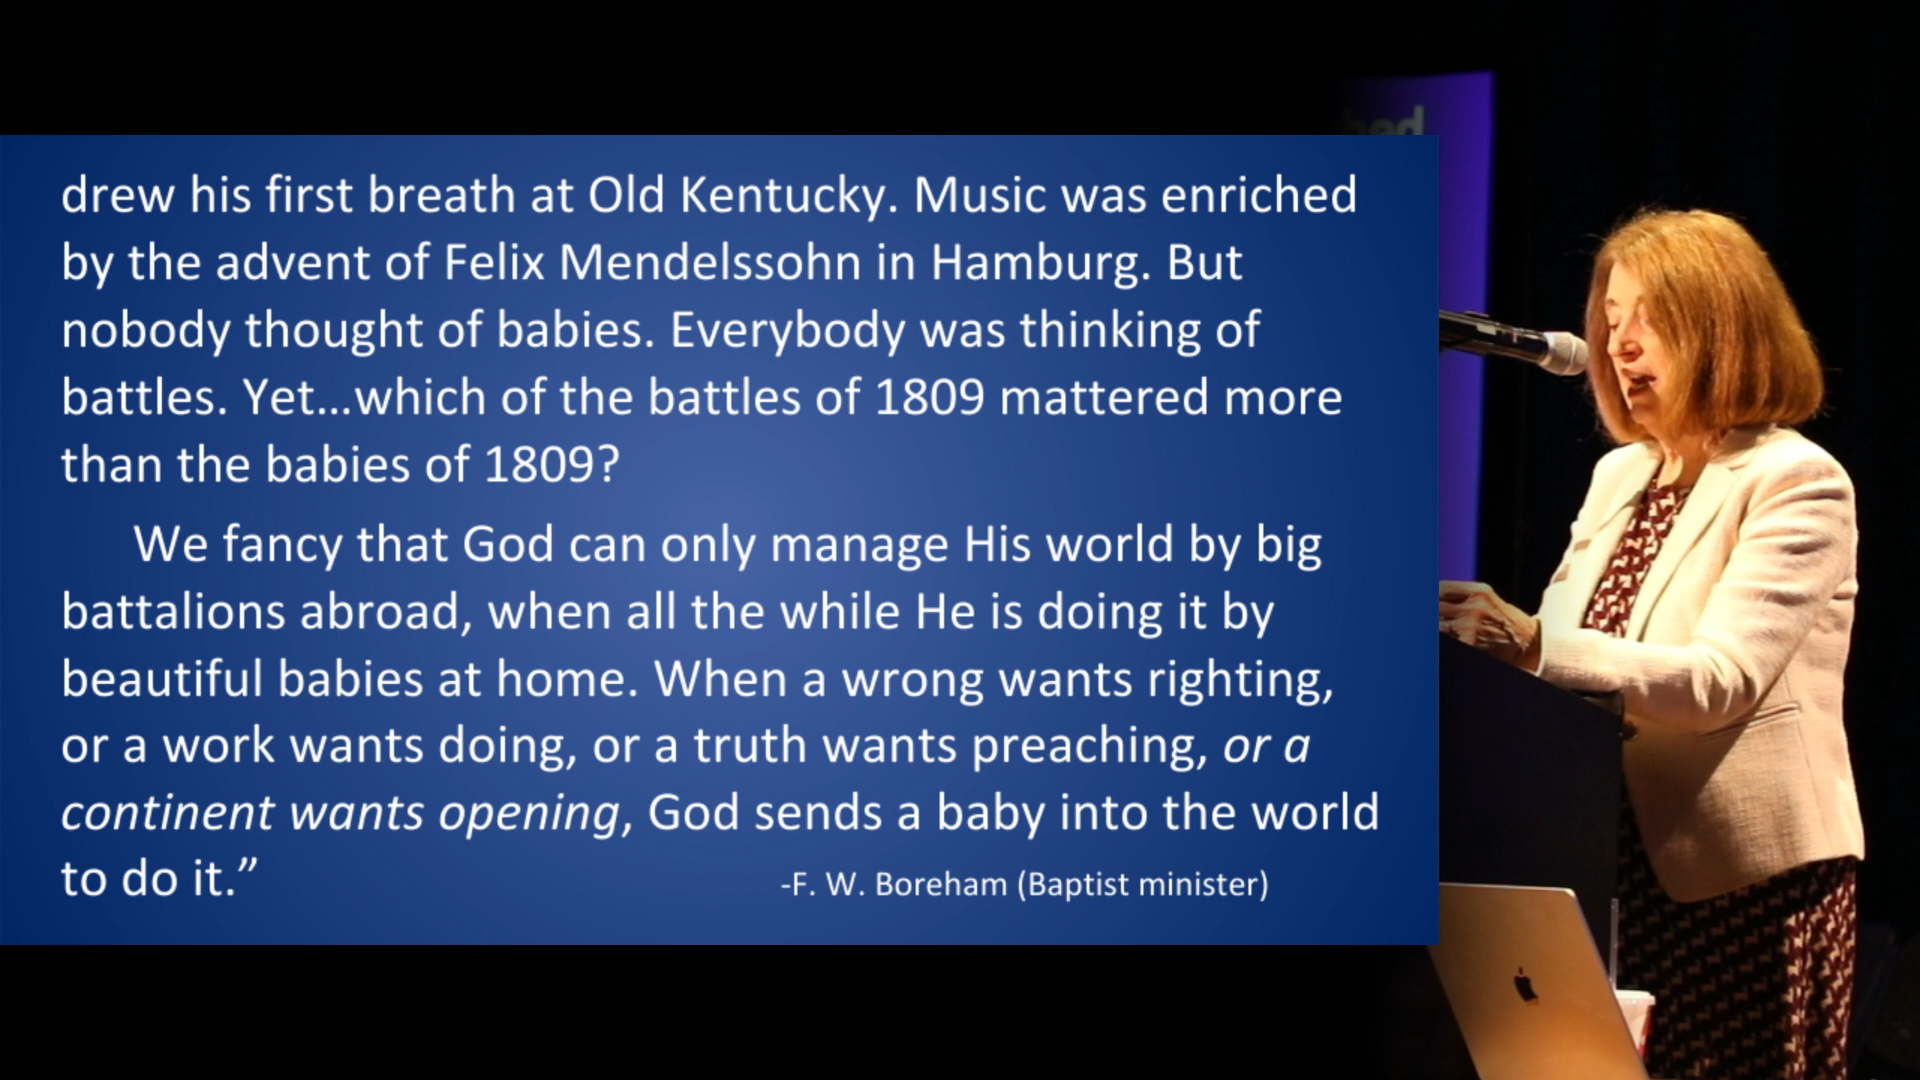 drew his first breath at Old Kentucky. Music was enriched
by the advent of Felix Mendelssohn in Hamburg. But
nobody thought of babies. Everybody was thinking of
battles. Yet...which of the battles of 1809 mattered more
than the babies of 1809?
We fancy that God can only manage His world by big
battalions abroad, when all the while He is doing it by
beautiful babies at home. When a wrong wants righting,
or a work wants doing, or a truth wants preaching, or a
continent wants opening, God sends a baby into the world
to do it.”
-F. W. Boreham (Baptist minister)